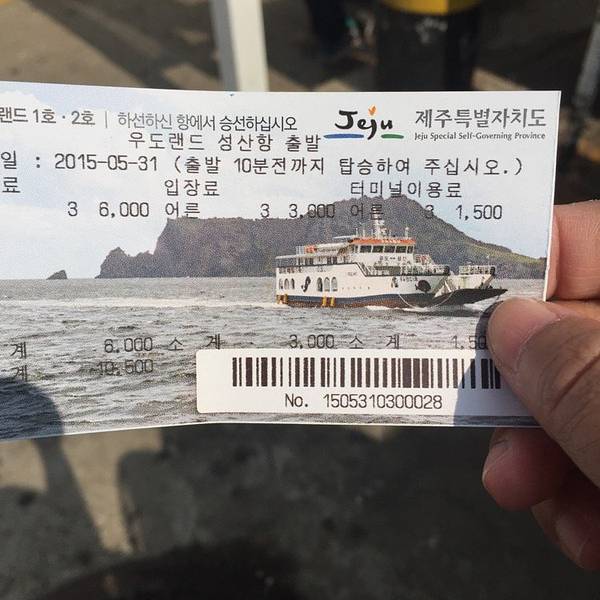 랜드 1호·2호 | 하선하신 항에서 승선하십시오
Jeju 제주특별자치도
Jeju Special Self-Governing Province
우도랜드 성산항 출발
일 : 2015-05-31 (출발 10분전까지 탑승하여 주십시오.)
료 입장료 터미널이용료
3 6,000 어른 3 3,000 어른 3 1,500
계 6,000 소 계 3,000 소 계 1,50
계 10,500
No. 1505310300028